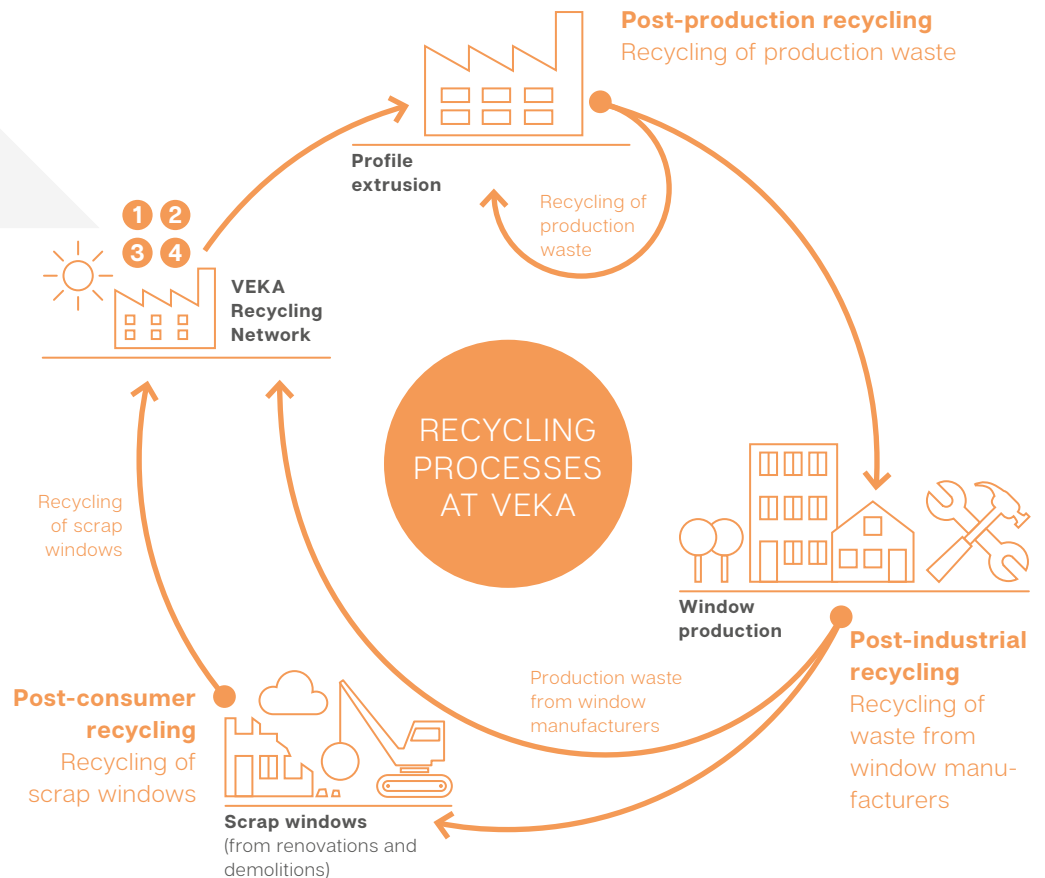 Post-production recycling
Recycling of production waste
Profile
extrusion
Recycling of
production
waste
1 2
3 4
VEKA
Recycling
Network
RECYCLING
PROCESSES
AT VEKA
Recycling
of scrap
windows
Window
production
Post-industrial
recycling
Recycling of
waste from
window manu-
facturers
Production waste
from window
manufacturers
Post-consumer
recycling
Recycling of
scrap windows
Scrap windows
(from renovations and
demolitions)